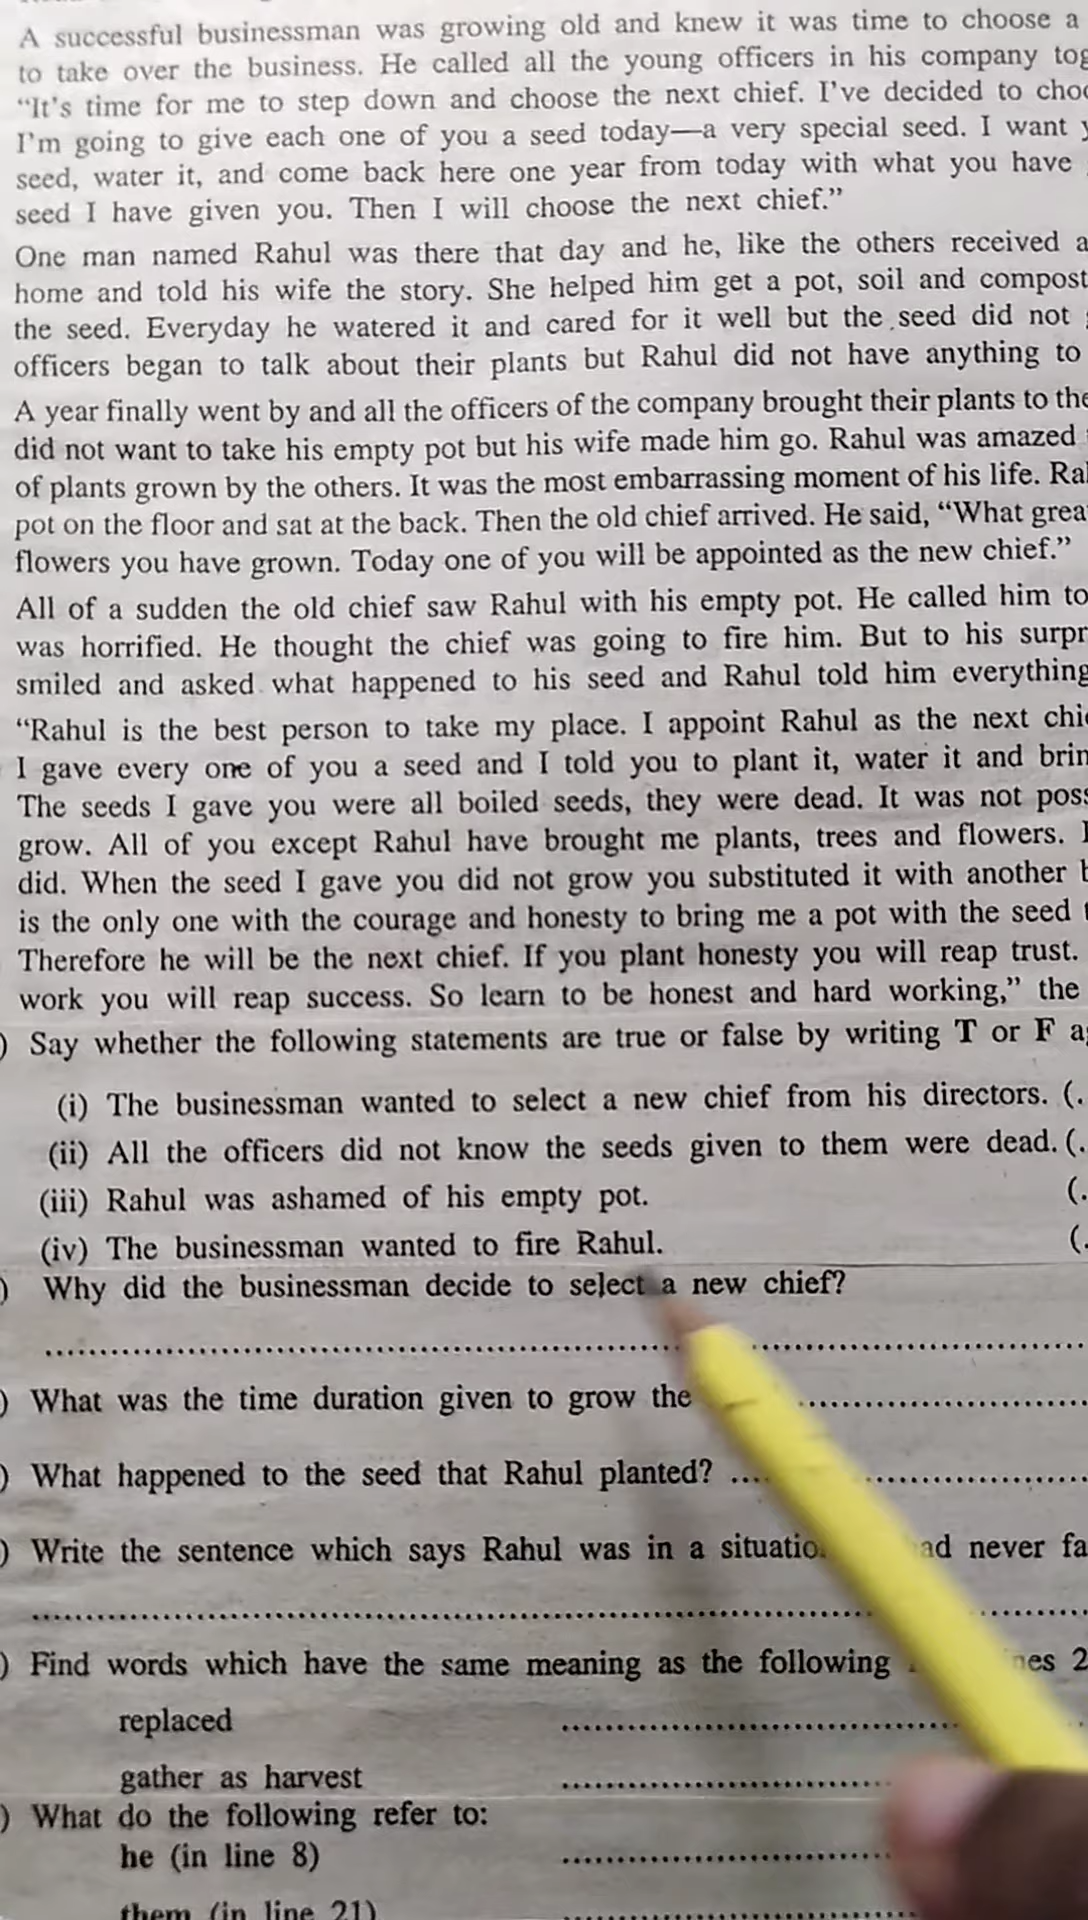 A successful businessman was growing old and knew it was time to choose a
to take over the business. He called all the young officers in his company
“It's time for me to step down and choose the next chief. I've decided to
I'm going to give each one of you a seed today—a very special seed. I want
seed, water it, and come back here one year from today with what you have
seed I have given you. Then I will choose the next chief.”
One man named Rahul was there that day and he, like the others received
home and told his wife the story. She helped him get a pot, soil and compost
the seed. Everyday he watered it and cared for it well but the seed did not
officers began to talk about their plants but Rahul did not have anything to
A year finally went by and all the officers of the company brought their plants to
did not want to take his empty pot but his wife made him go. Rahul was amazed
of plants grown by the others. It was the most embarrassing moment of his life.
pot on the floor and sat at the back. Then the old chief arrived. He said, “What
flowers you have grown. Today one of you will be appointed as the new chief.”
All of a sudden the old chief saw Rahul with his empty pot. He called him to
was horrified. He thought the chief was going to fire him. But to his
smiled and asked what happened to his seed and Rahul told him everything
“Rahul is the best person to take my place. I appoint Rahul as the next
I gave every one of you a seed and I told you to plant it, water it and
The seeds I gave you were all boiled seeds, they were dead. It was not
grow. All of you except Rahul have brought me plants, trees and flowers.
did. When the seed I gave you did not grow you substituted it with another
is the only one with the courage and honesty to bring me a pot with the seed
Therefore he will be the next chief. If you plant honesty you will reap trust.
work you will reap success. So learn to be honest and hard working,” the
) Say whether the following statements are true or false by writing T or F
(i) The businessman wanted to select a new chief from his directors. (.
(ii) All the officers did not know the seeds given to them were dead. (.
(iii) Rahul was ashamed of his empty pot. (.
(iv) The businessman wanted to fire Rahul. (.
) Why did the businessman decide to select a new chief?
) What was the time duration given to grow the
) What happened to the seed that Rahul planted?
) Write the sentence which says Rahul was in a never
) Find words which have the same meaning as the following 2
replaced
gather as harvest
) What do the following refer to:
he (in line 8)
them (in line 21)